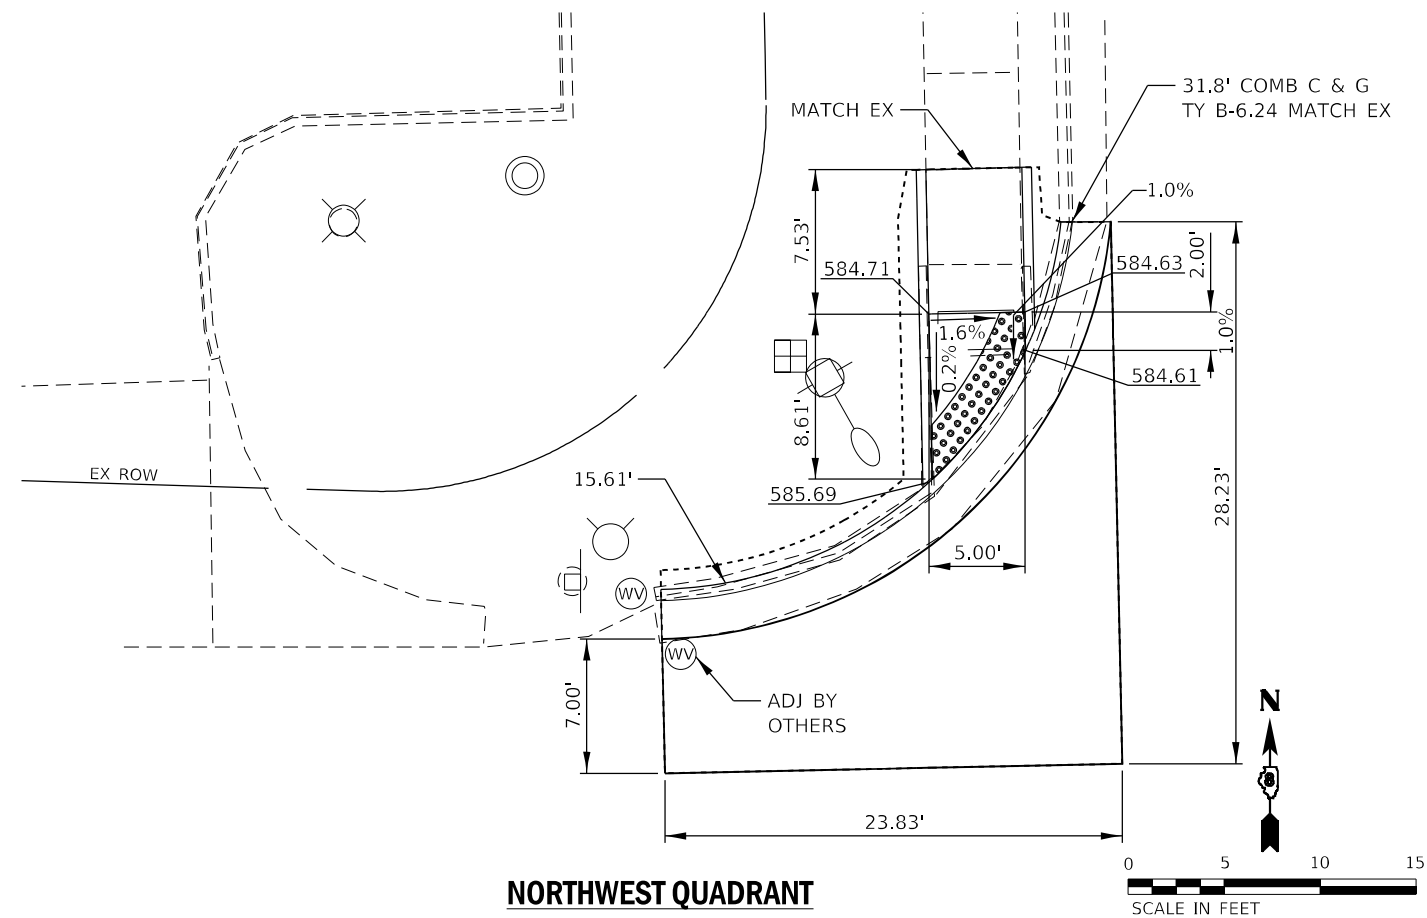 31.8' COMB C & G
TY B-6.24 MATCH EX
MATCH EX
1.0%
7.53'
584.71
584.63
2.00'
1.0%
1.6%
0.2%
584.61
8.61'
EX ROW
15.61'
585.69
28.23'
5.00'
WV
WV
7.00'
ADJ BY
OTHERS
N
8
23.83'
0 5 10 15
SCALE IN FEET
NORTHWEST QUADRANT